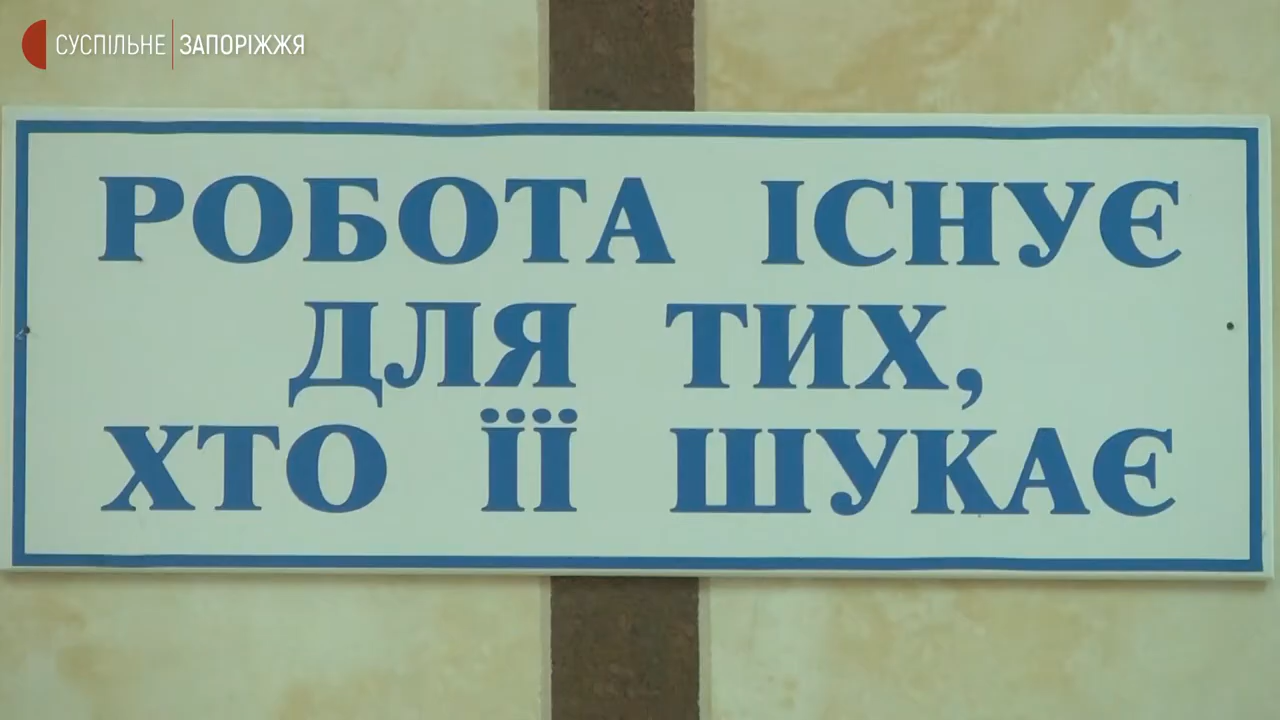 СУСПІЛЬНЕ ЗАПОРІЖЖЯ
РОБОТА ІСНУЄ
ДЛЯ ТИХ,
ХТО ЇЇ ШУКАЄ